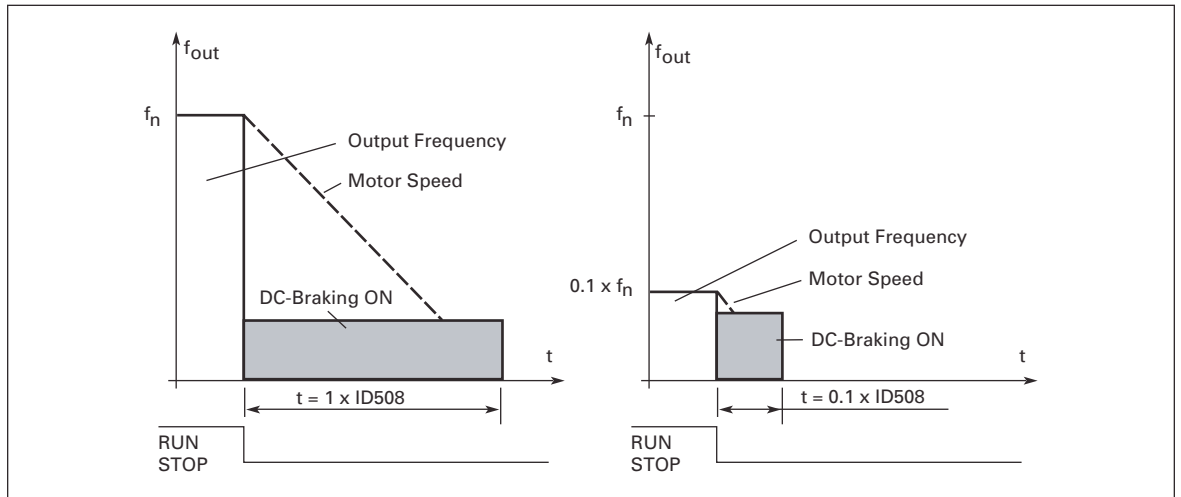 fout
fn
Output Frequency
Motor Speed
DC-Braking ON
t
t = 1 x ID508
RUN
STOP
fout
fn
Output Frequency
0.1 x fn
Motor Speed
DC-Braking ON
t
t = 0.1 x ID508
RUN
STOP